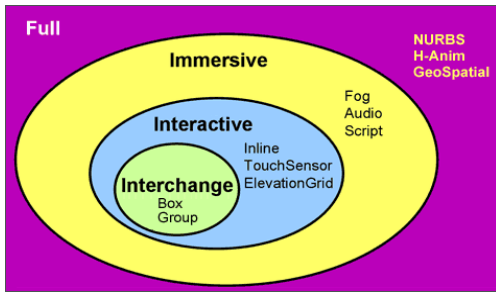 Full
NURBS
H-Anim
GeoSpatial
Immersive
Fog
Audio
Script
Interactive
Inline
TouchSensor
ElevationGrid
Interchange
Box
Group